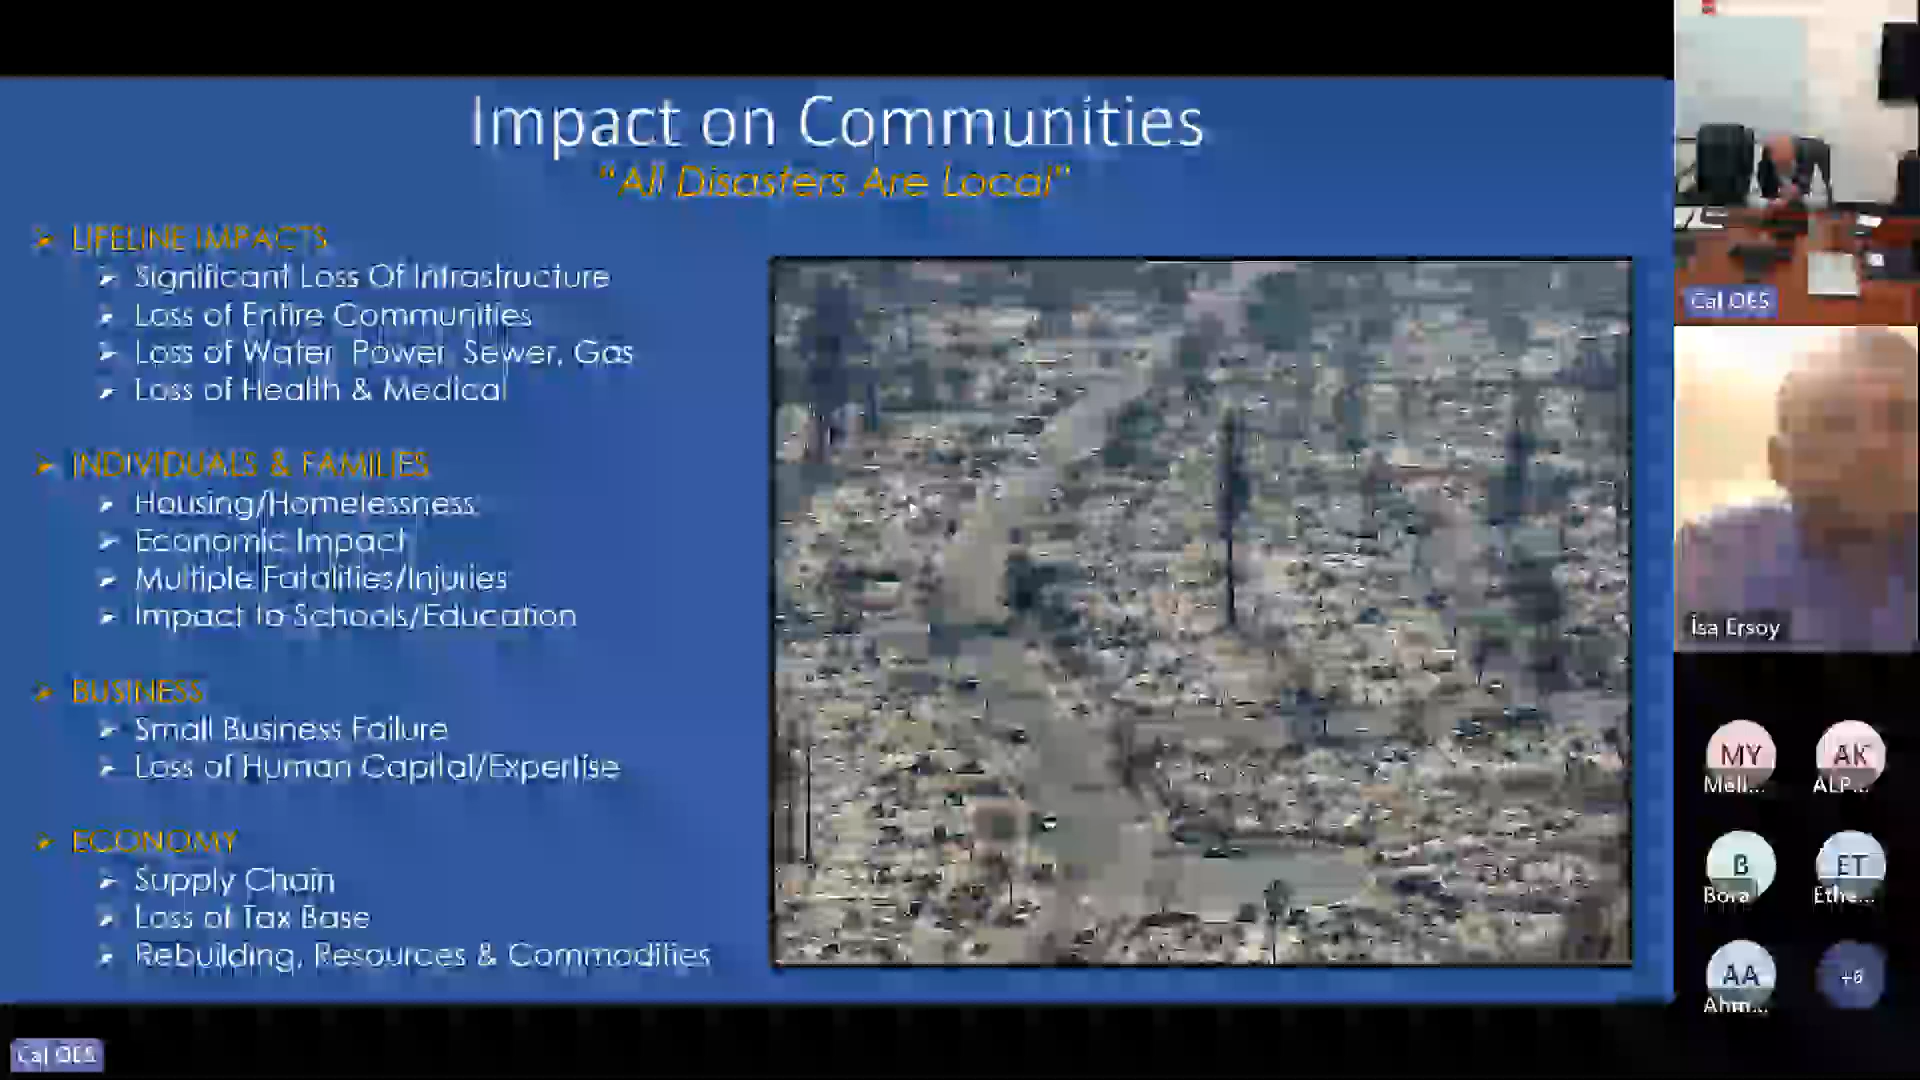 Impact on Communities
"All Disasters Are Local"
LIFELINE IMPACTS
Significant Loss Of Infrastructure
Loss of Entire Communities
Loss of Water, Power, Sewer, Gas
Loss of Health & Medical
INDIVIDUALS & FAMILIES
Housing/Homelessness
Economic Impact
Multiple Fatalities/Injuries
Impact to Schools/Education
BUSINESS
Small Business Failure
Loss of Human Capital/Expertise
ECONOMY
Supply Chain
Loss of Tax Base
Rebuilding, Resources & Commodities
Cal OES
Cal OES
İsa Ersoy
MY
AK
Meli...
ALP...
B
ET
Bora
Ethe...
AA
+6
Ahm...